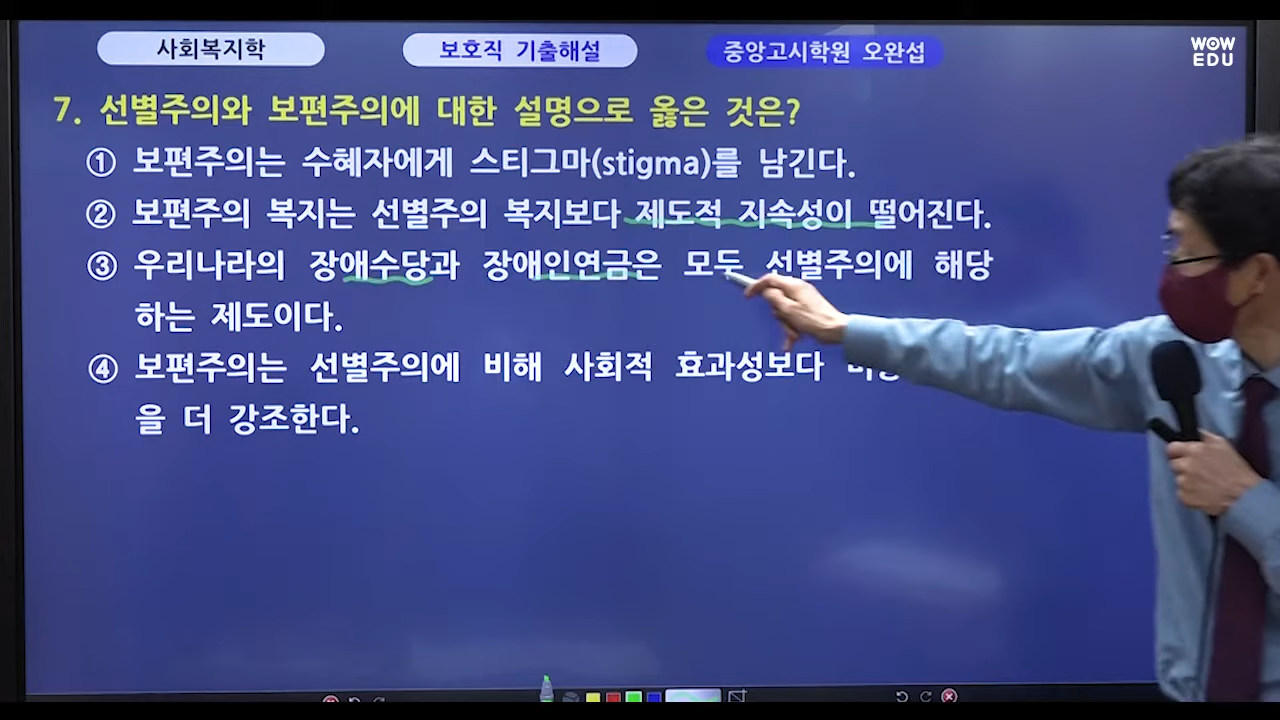 사회복지학
보호직 기출해설
중앙고시학원 오완섭
WOW
EDU
7. 선별주의와 보편주의에 대한 설명으로 옳은 것은?
① 보편주의는 수혜자에게 스티그마(stigma)를 남긴다.
② 보편주의 복지는 선별주의 복지보다 제도적 지속성이 떨어진다.
③ 우리나라의 장애수당과 장애인연금은 모두 선별주의에 해당
하는 제도이다.
④ 보편주의는 선별주의에 비해 사회적 효과성보다
을 더 강조한다.